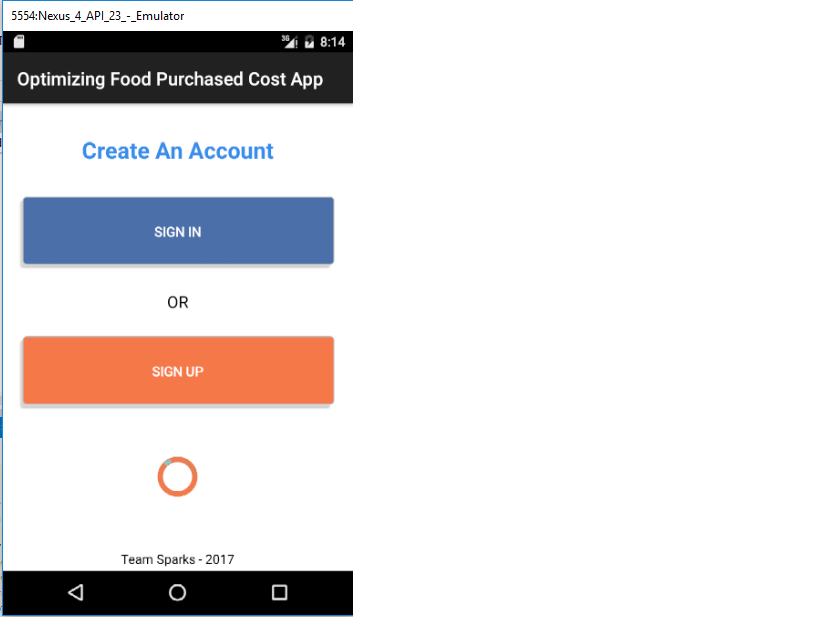 5554:Nexus_4_API_23_-_Emulator
3G 8:14
Optimizing Food Purchased Cost App
Create An Account
SIGN IN
OR
SIGN UP
Team Sparks - 2017